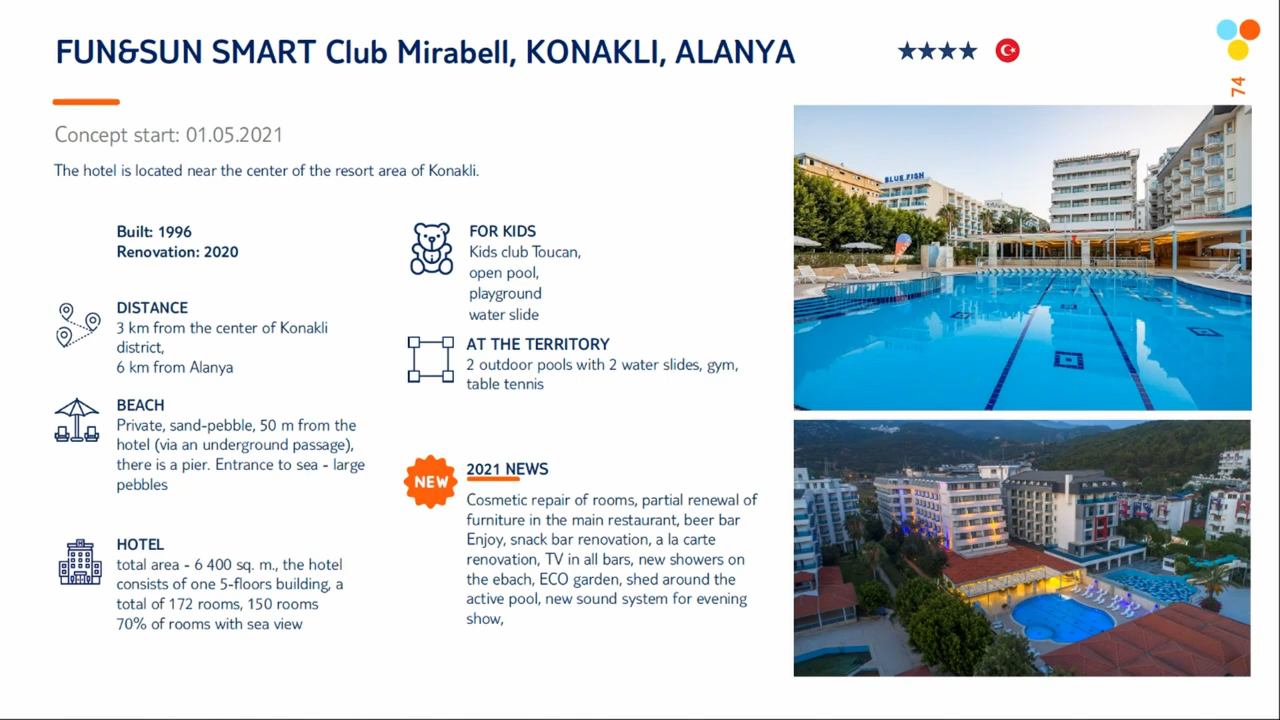 FUN&SUN SMART Club Mirabell, KONAKLI, ALANYA
74
Concept start: 01.05.2021
The hotel is located near the center of the resort area of Konakli.
Built: 1996
Renovation: 2020
DISTANCE
3 km from the center of Konakli
district,
6 km from Alanya
BEACH
Private, sand-pebble, 50 m from the
hotel (via an underground passage),
there is a pier. Entrance to sea - large
pebbles
HOTEL
total area - 6 400 sq. m., the hotel
consists of one 5-floors building, a
total of 172 rooms, 150 rooms
70% of rooms with sea view
FOR KIDS
Kids club Toucan,
open pool,
playground
water slide
AT THE TERRITORY
2 outdoor pools with 2 water slides, gym,
table tennis
NEW
2021 NEWS
Cosmetic repair of rooms, partial renewal of
furniture in the main restaurant, beer bar
Enjoy, snack bar renovation, a la carte
renovation, TV in all bars, new showers on
the ebach, ECO garden, shed around the
active pool, new sound system for evening
show,
BLUE FISH